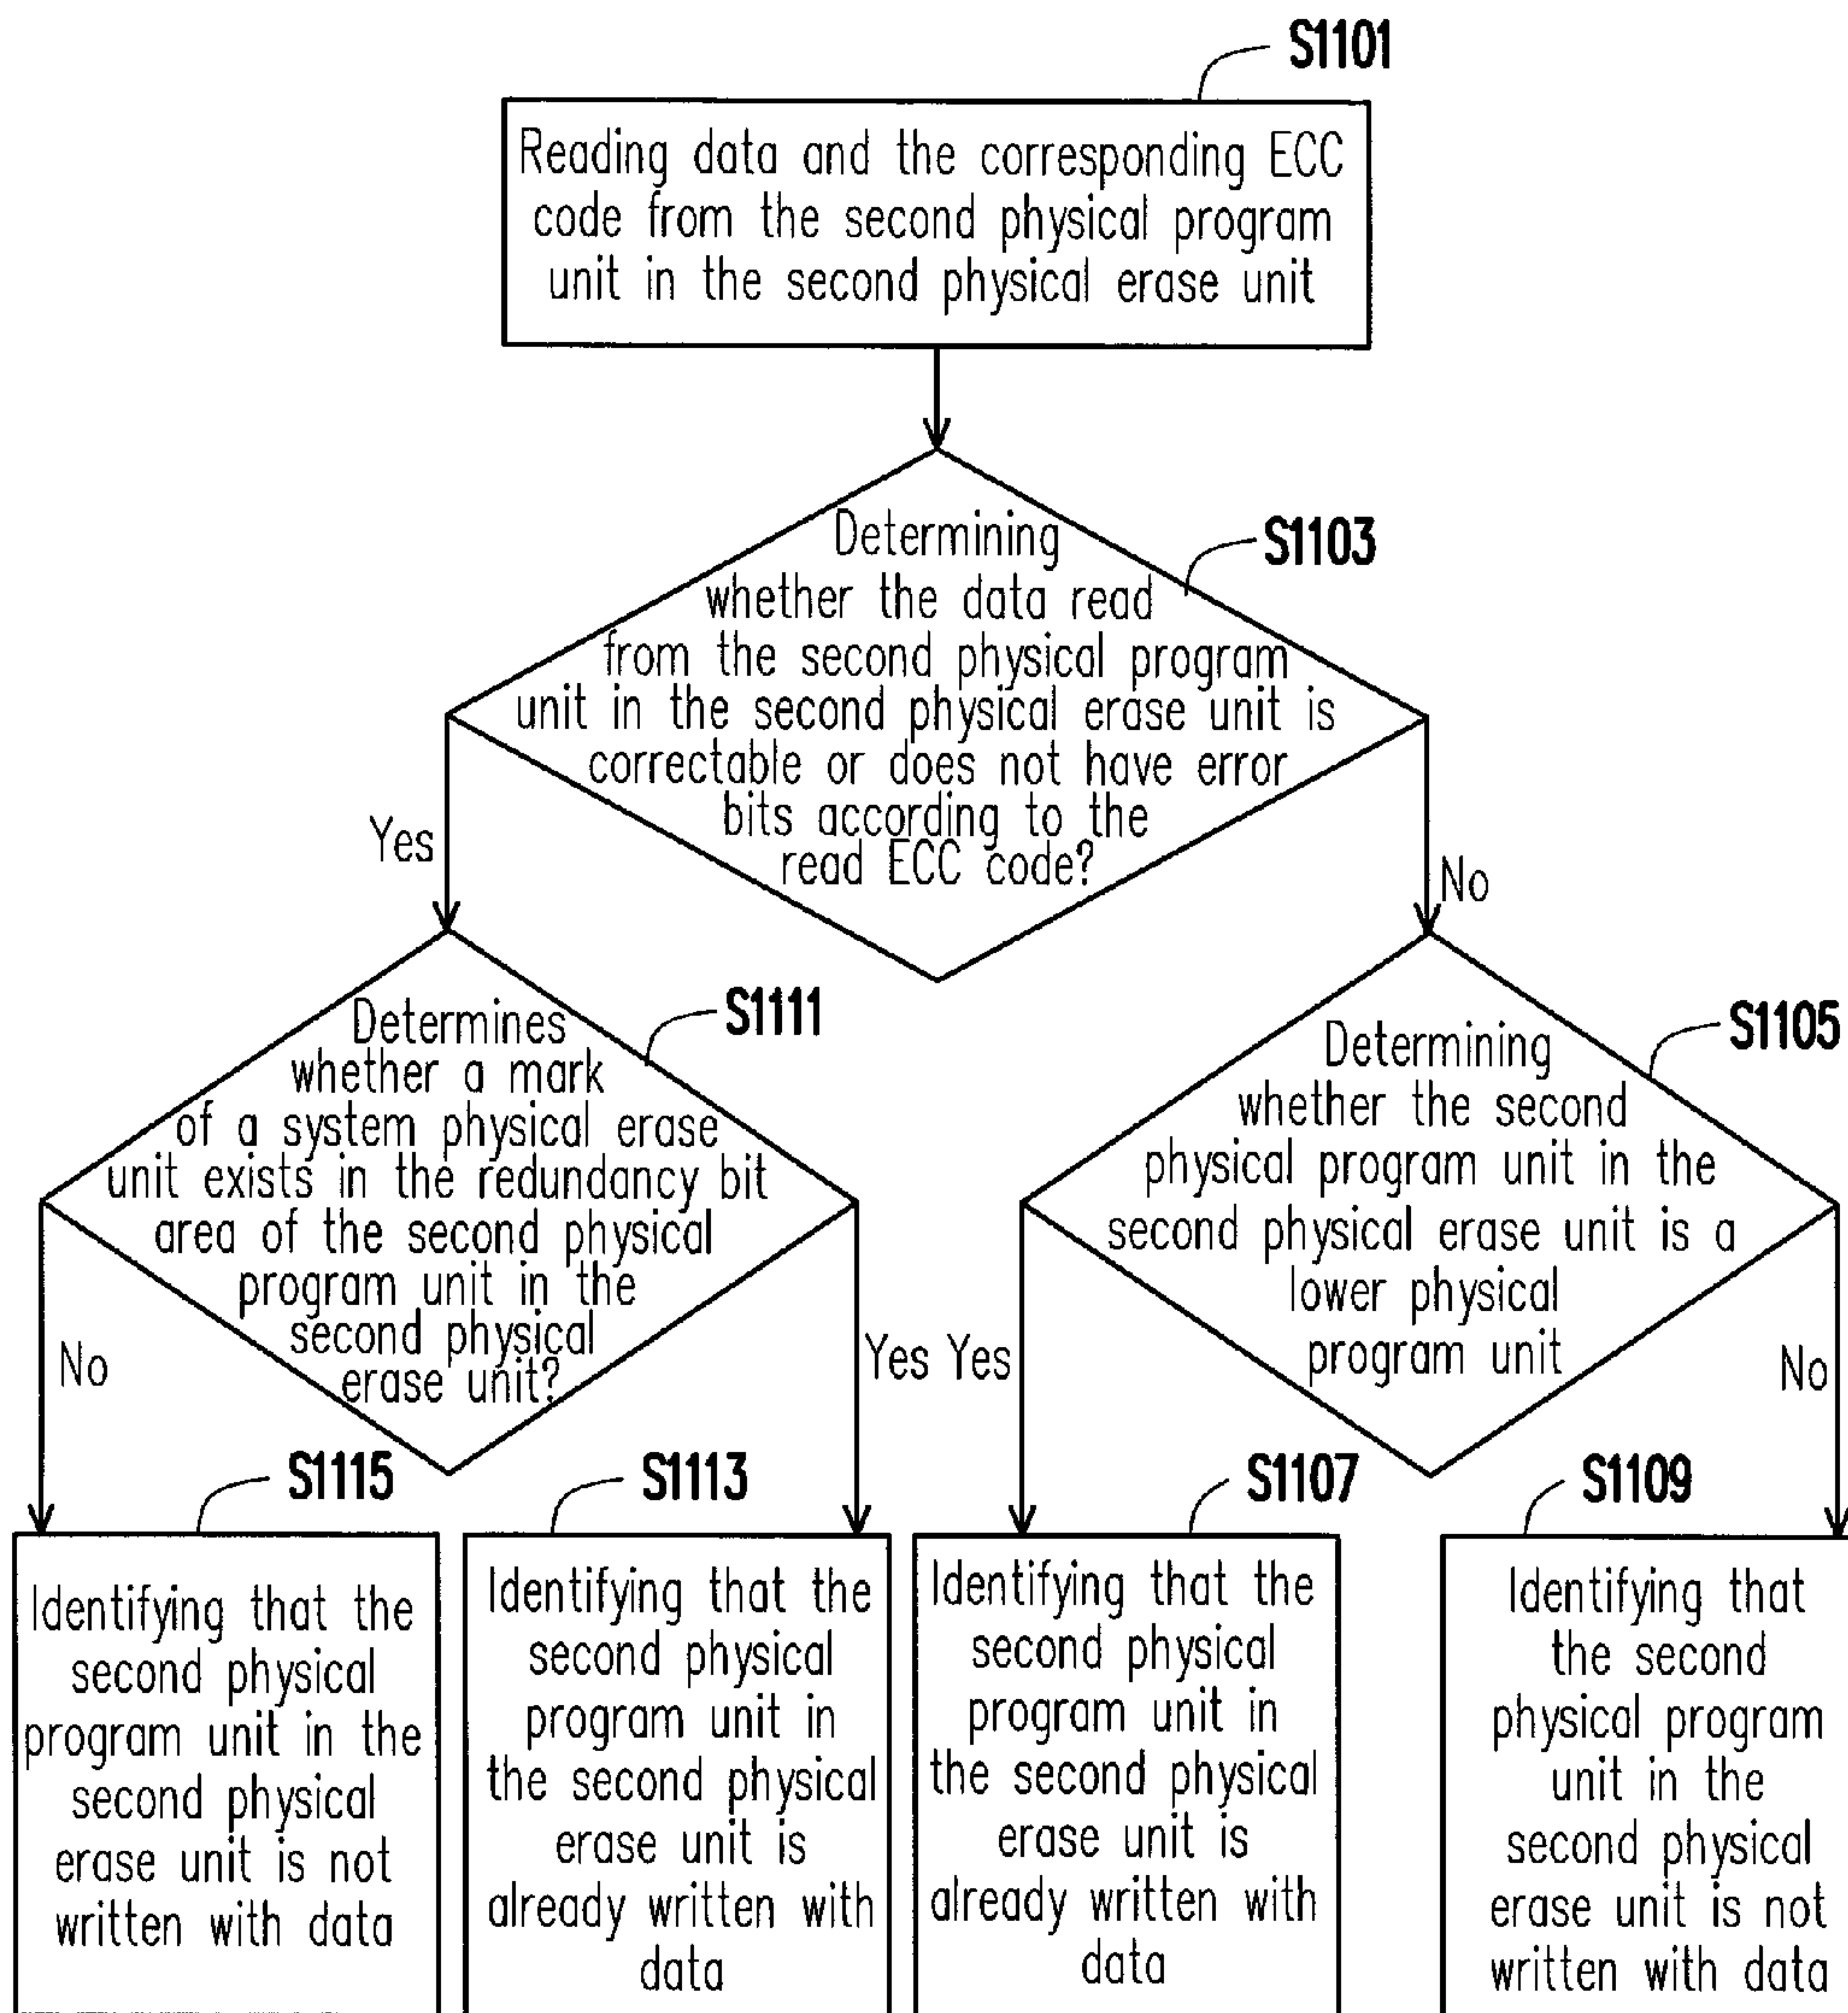 S1101
Reading data and the corresponding ECC
code from the second physical program
unit in the second physical erase unit
Determining
whether the data read
from the second physical program
unit in the second physical erase unit is
correctable or does not have error
bits according to the
read ECC code?
S1103
Yes
No
Determines
whether a mark
of a system physical erase
unit exists in the redundancy bit
area of the second physical
program unit in the
second physical
erase unit?
S1111
No
Yes
Determining
whether the second
physical program unit in the
second physical erase unit is a
lower physical
program unit
S1105
Yes
No
S1115
Identifying that the
second physical
program unit in the
second physical
erase unit is not
written with data
S1113
Identifying that the
second physical
program unit in
the second physical
erase unit is
already written with
data
S1107
Identifying that the
second physical
program unit in
the second physical
erase unit is
already written with
data
S1109
Identifying that
the second
physical program
unit in the
second physical
erase unit is not
written with data